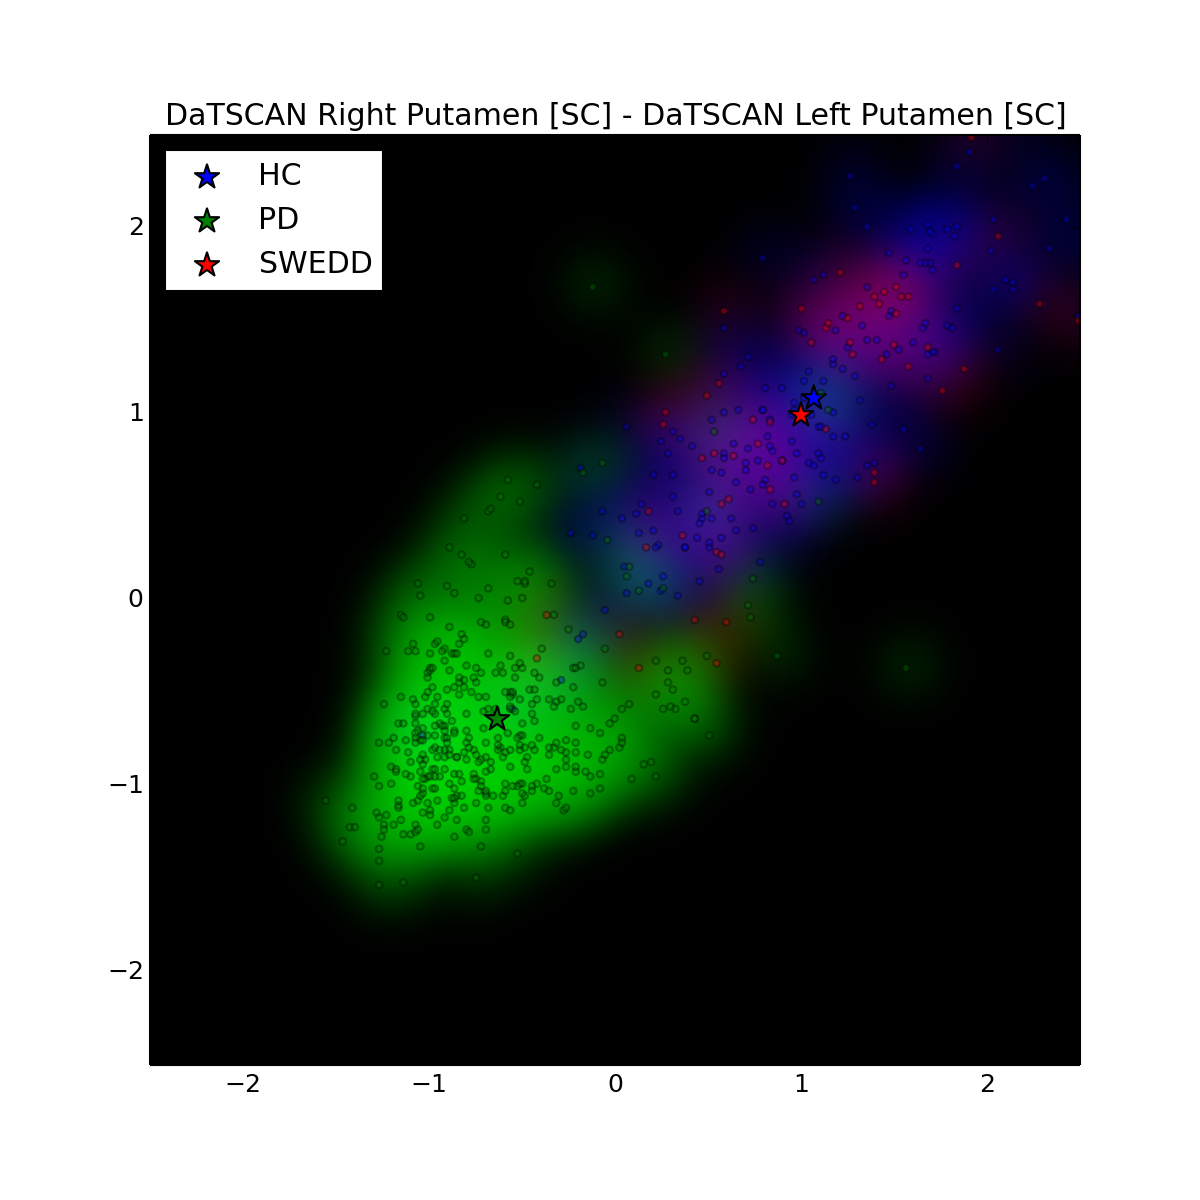 DaTSCAN Right Putamen [SC] - DaTSCAN Left Putamen [SC]
HC
PD
SWEDD
2
1
0
−1
−2
−2 −1 0 1 2